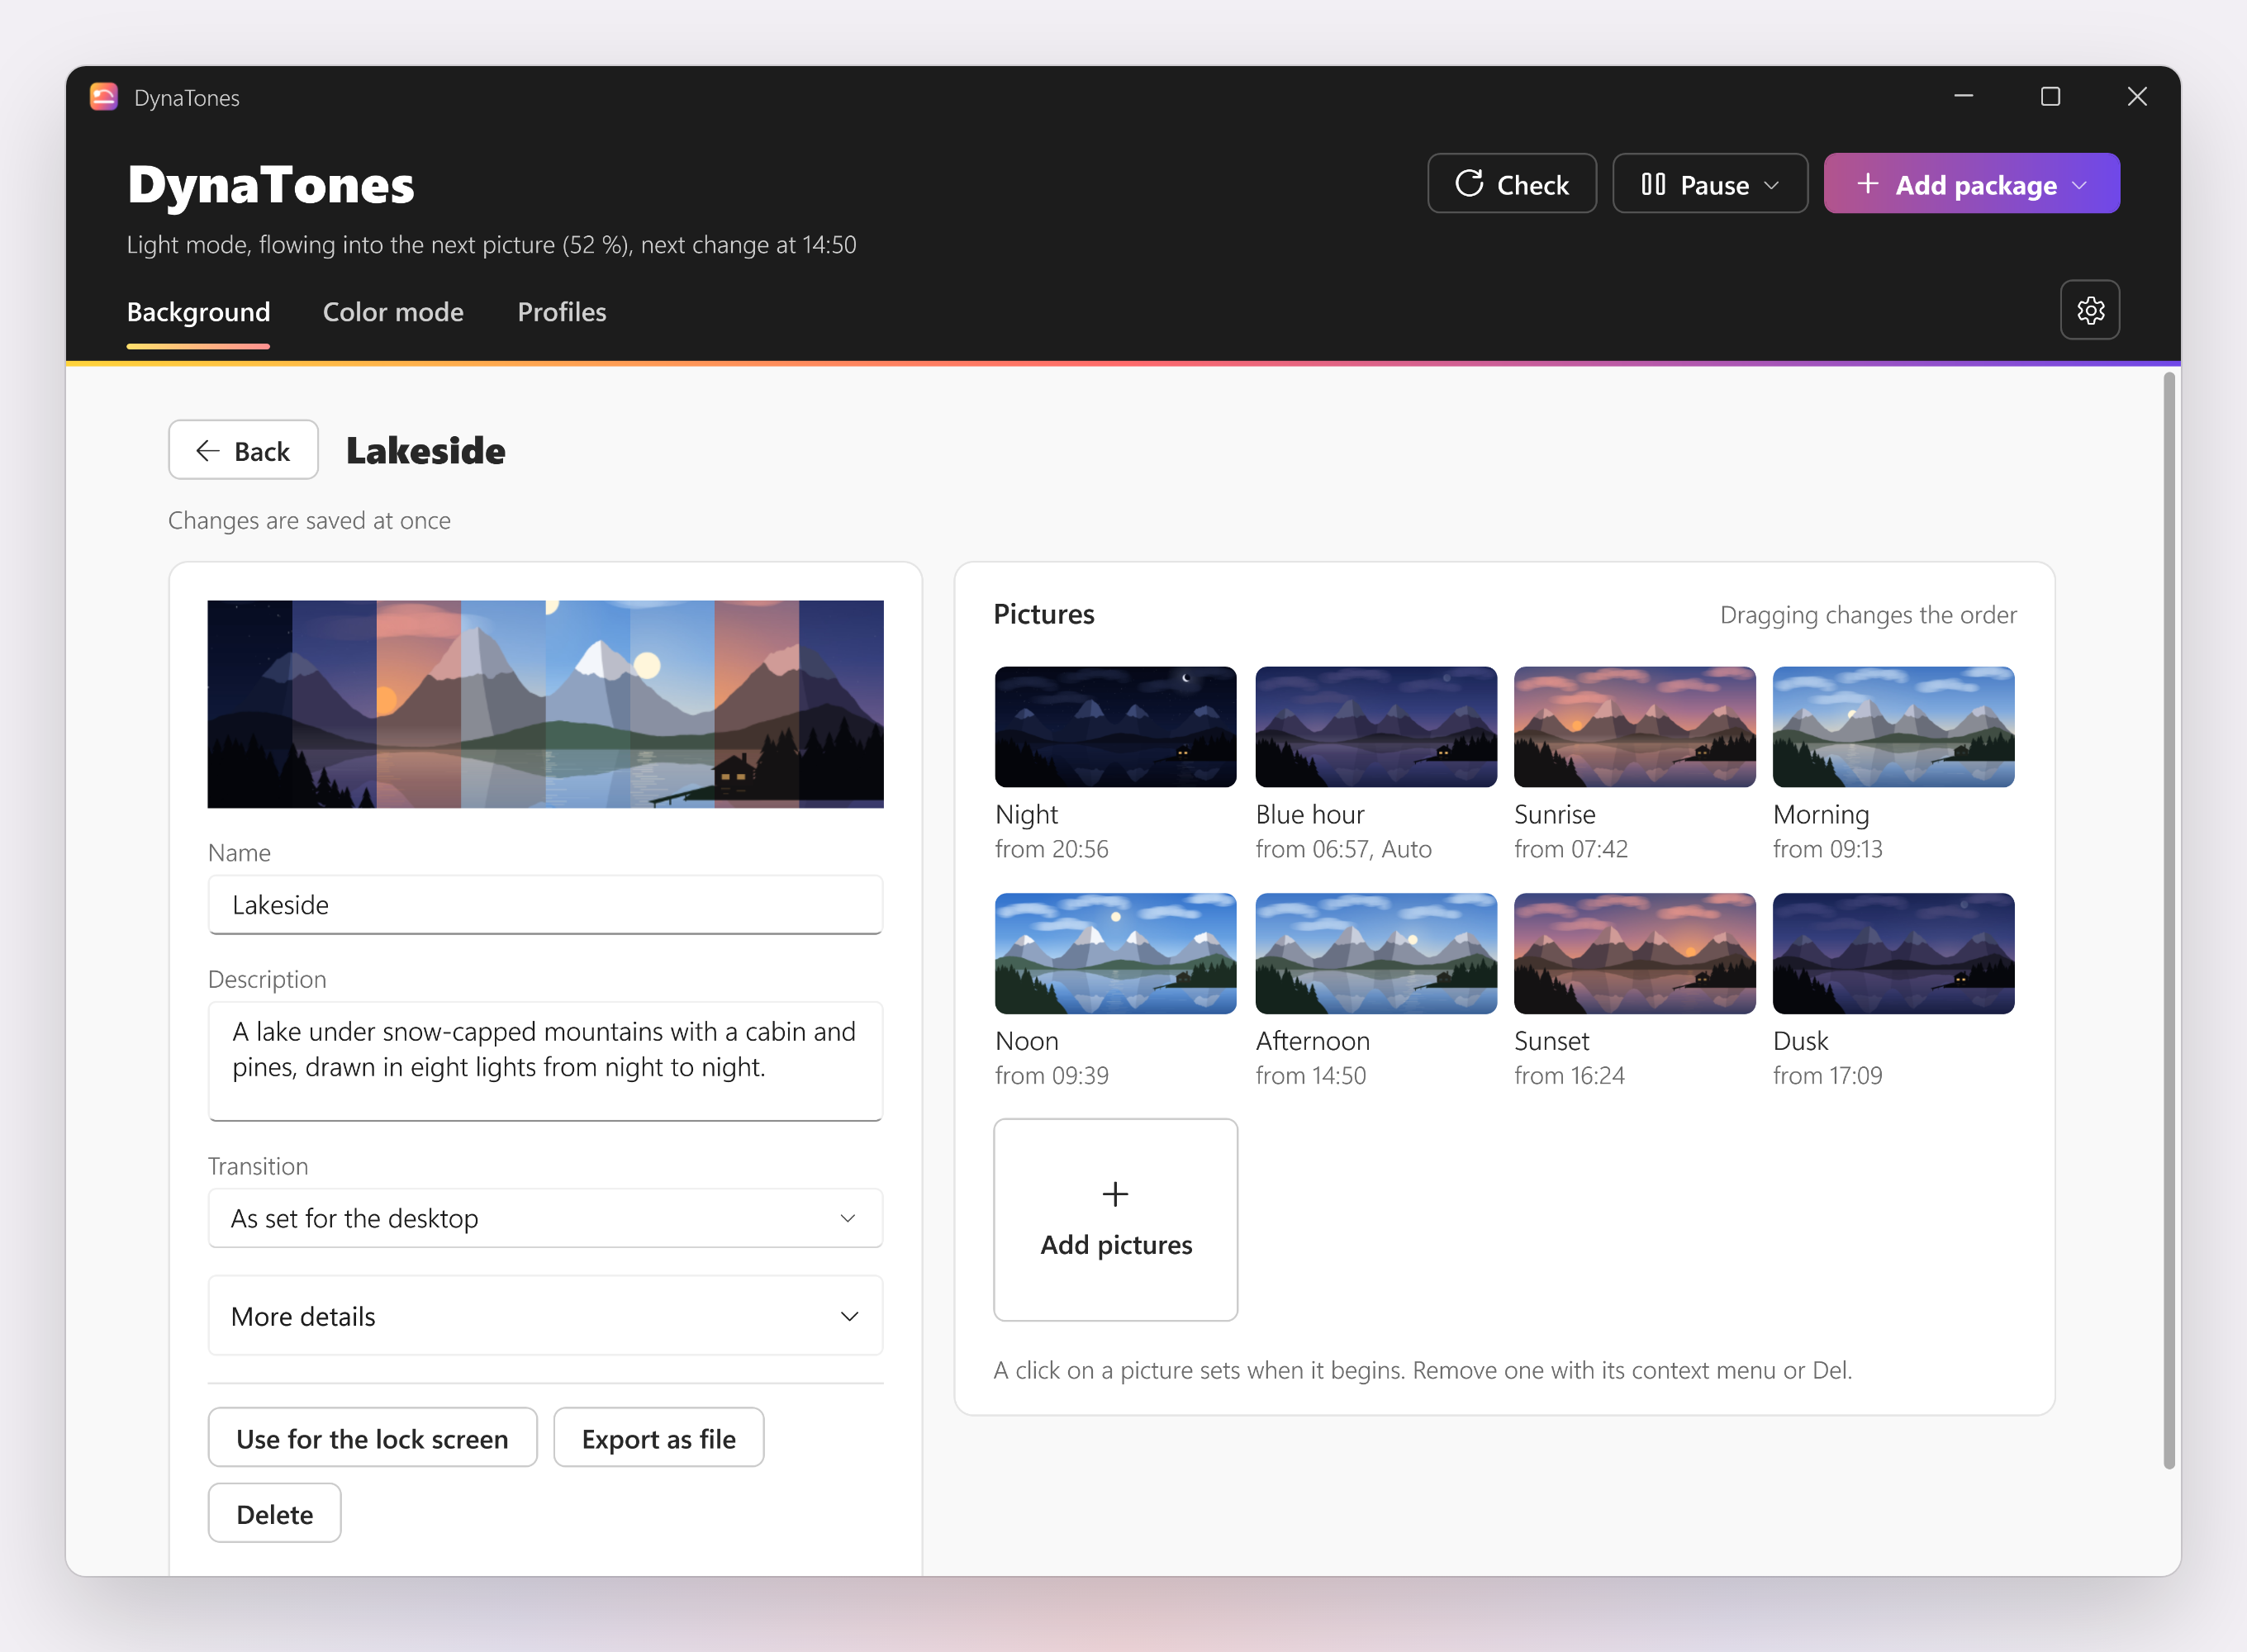 DynaTones
DynaTones
Check
Pause
Add package
Light mode, flowing into the next picture (52 %), next change at 14:50
Background
Color mode
Profiles
Back
Lakeside
Changes are saved at once
Name
Lakeside
Description
A lake under snow-capped mountains with a cabin and
pines, drawn in eight lights from night to night.
Transition
As set for the desktop
More details
Use for the lock screen
Export as file
Delete
Pictures
Dragging changes the order
Night
from 20:56
Blue hour
from 06:57, Auto
Sunrise
from 07:42
Morning
from 09:13
Noon
from 09:39
Afternoon
from 14:50
Sunset
from 16:24
Dusk
from 17:09
Add pictures
A click on a picture sets when it begins. Remove one with its context menu or Del.